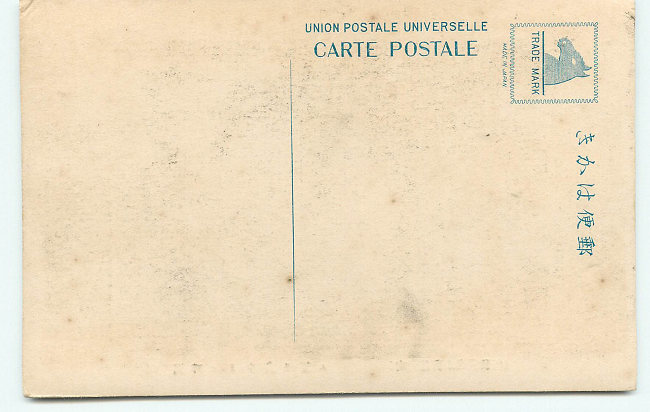 UNION POSTALE UNIVERSELLE
CARTE POSTALE
TRADE MARK
MADE IN JAPAN
きかは便郵